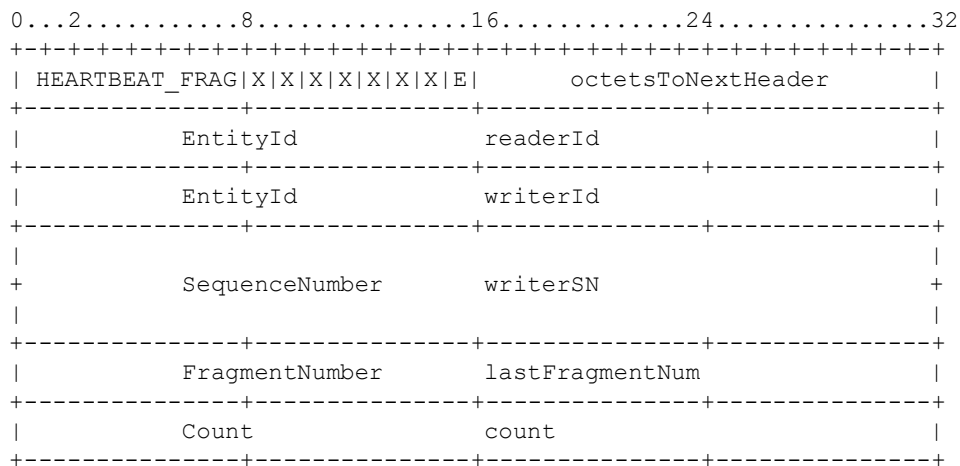 0...2...........8...............16.............24...............32
+-+-+-+-+-+-+-+-+-+-+-+-+-+-+-+-+-+-+-+-+-+-+-+-+-+-+-+-+-+-+-+-+
| HEARTBEAT_FRAG|X|X|X|X|X|X|X|E|      octetsToNextHeader       |
+---------------+---------------+---------------+---------------+
|           EntityId           readerId                       |
+---------------+---------------+---------------+---------------+
|           EntityId           writerId                       |
+---------------+---------------+---------------+---------------+
|                                                               |
+           SequenceNumber       writerSN                       +
|                                                               |
+---------------+---------------+---------------+---------------+
|           FragmentNumber       lastFragmentNum                |
+---------------+---------------+---------------+---------------+
|           Count                count                          |
+---------------+---------------+---------------+---------------+